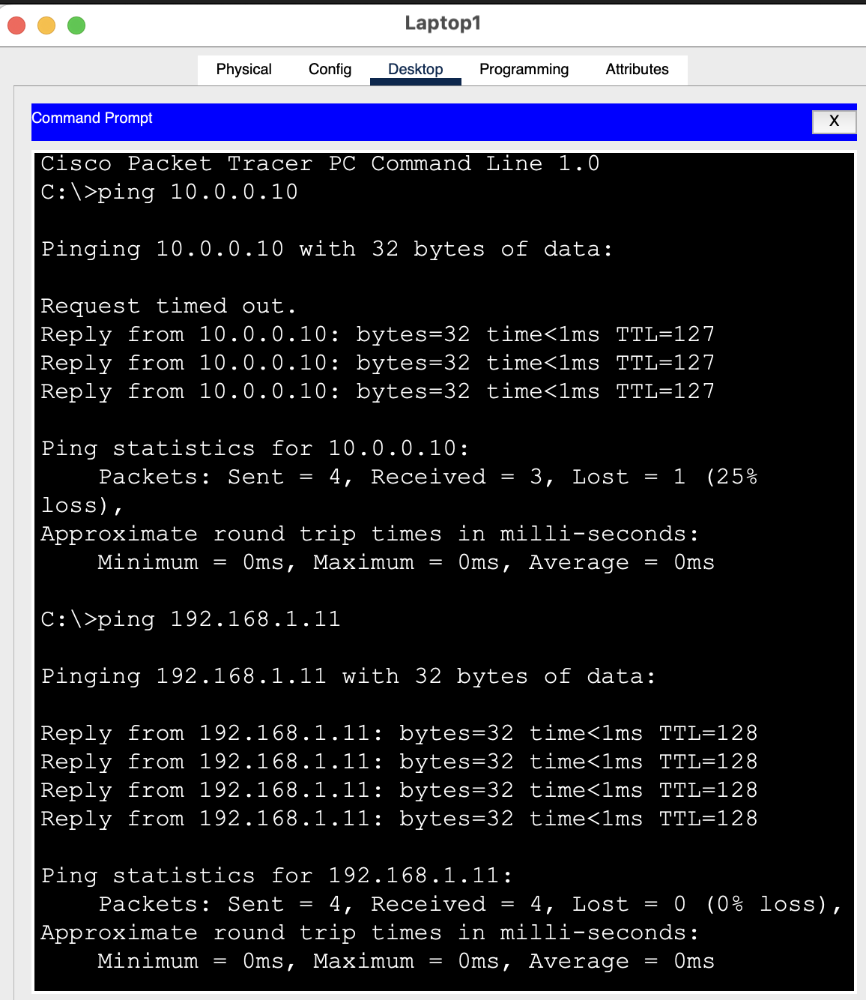 Laptop1
Physical Config Desktop Programming Attributes
Command Prompt X
Cisco Packet Tracer PC Command Line 1.0
C:\>ping 10.0.0.10
Pinging 10.0.0.10 with 32 bytes of data:
Request timed out.
Reply from 10.0.0.10: bytes=32 time<1ms TTL=127
Reply from 10.0.0.10: bytes=32 time<1ms TTL=127
Reply from 10.0.0.10: bytes=32 time<1ms TTL=127
Ping statistics for 10.0.0.10:
    Packets: Sent = 4, Received = 3, Lost = 1 (25%
loss),
Approximate round trip times in milli-seconds:
    Minimum = 0ms, Maximum = 0ms, Average = 0ms
C:\>ping 192.168.1.11
Pinging 192.168.1.11 with 32 bytes of data:
Reply from 192.168.1.11: bytes=32 time<1ms TTL=128
Reply from 192.168.1.11: bytes=32 time<1ms TTL=128
Reply from 192.168.1.11: bytes=32 time<1ms TTL=128
Reply from 192.168.1.11: bytes=32 time<1ms TTL=128
Ping statistics for 192.168.1.11:
    Packets: Sent = 4, Received = 4, Lost = 0 (0% loss),
Approximate round trip times in milli-seconds:
    Minimum = 0ms, Maximum = 0ms, Average = 0ms